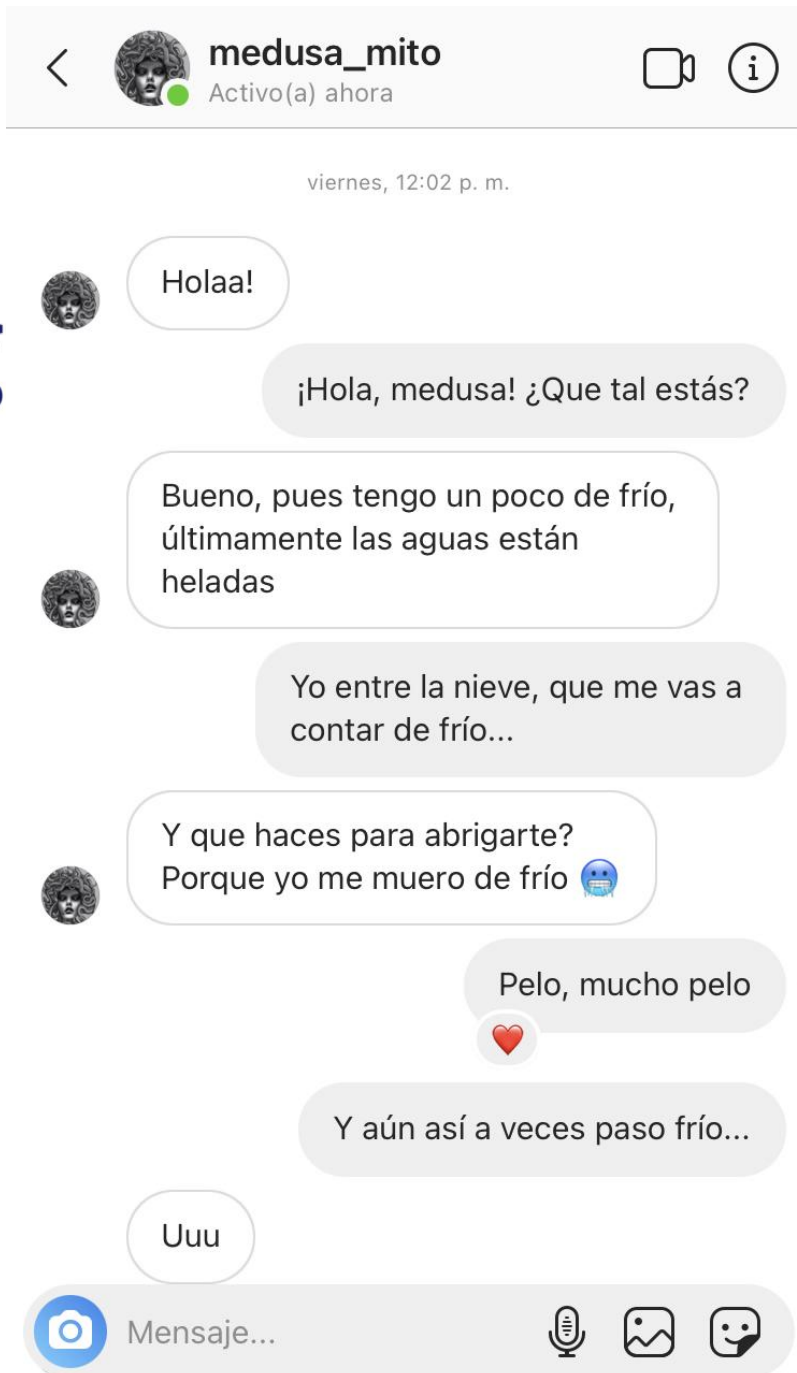 medusa_mito
Activo(a) ahora
viernes, 12:02 p. m.
Holaa!
¡Hola, medusa! ¿Que tal estás?
Bueno, pues tengo un poco de frío,
últimamente las aguas están
heladas
Yo entre la nieve, que me vas a
contar de frío...
Y que haces para abrigarte?
Porque yo me muero de frío 🥶
Pelo, mucho pelo
Y aún así a veces paso frío...
Uuu
Mensaje...